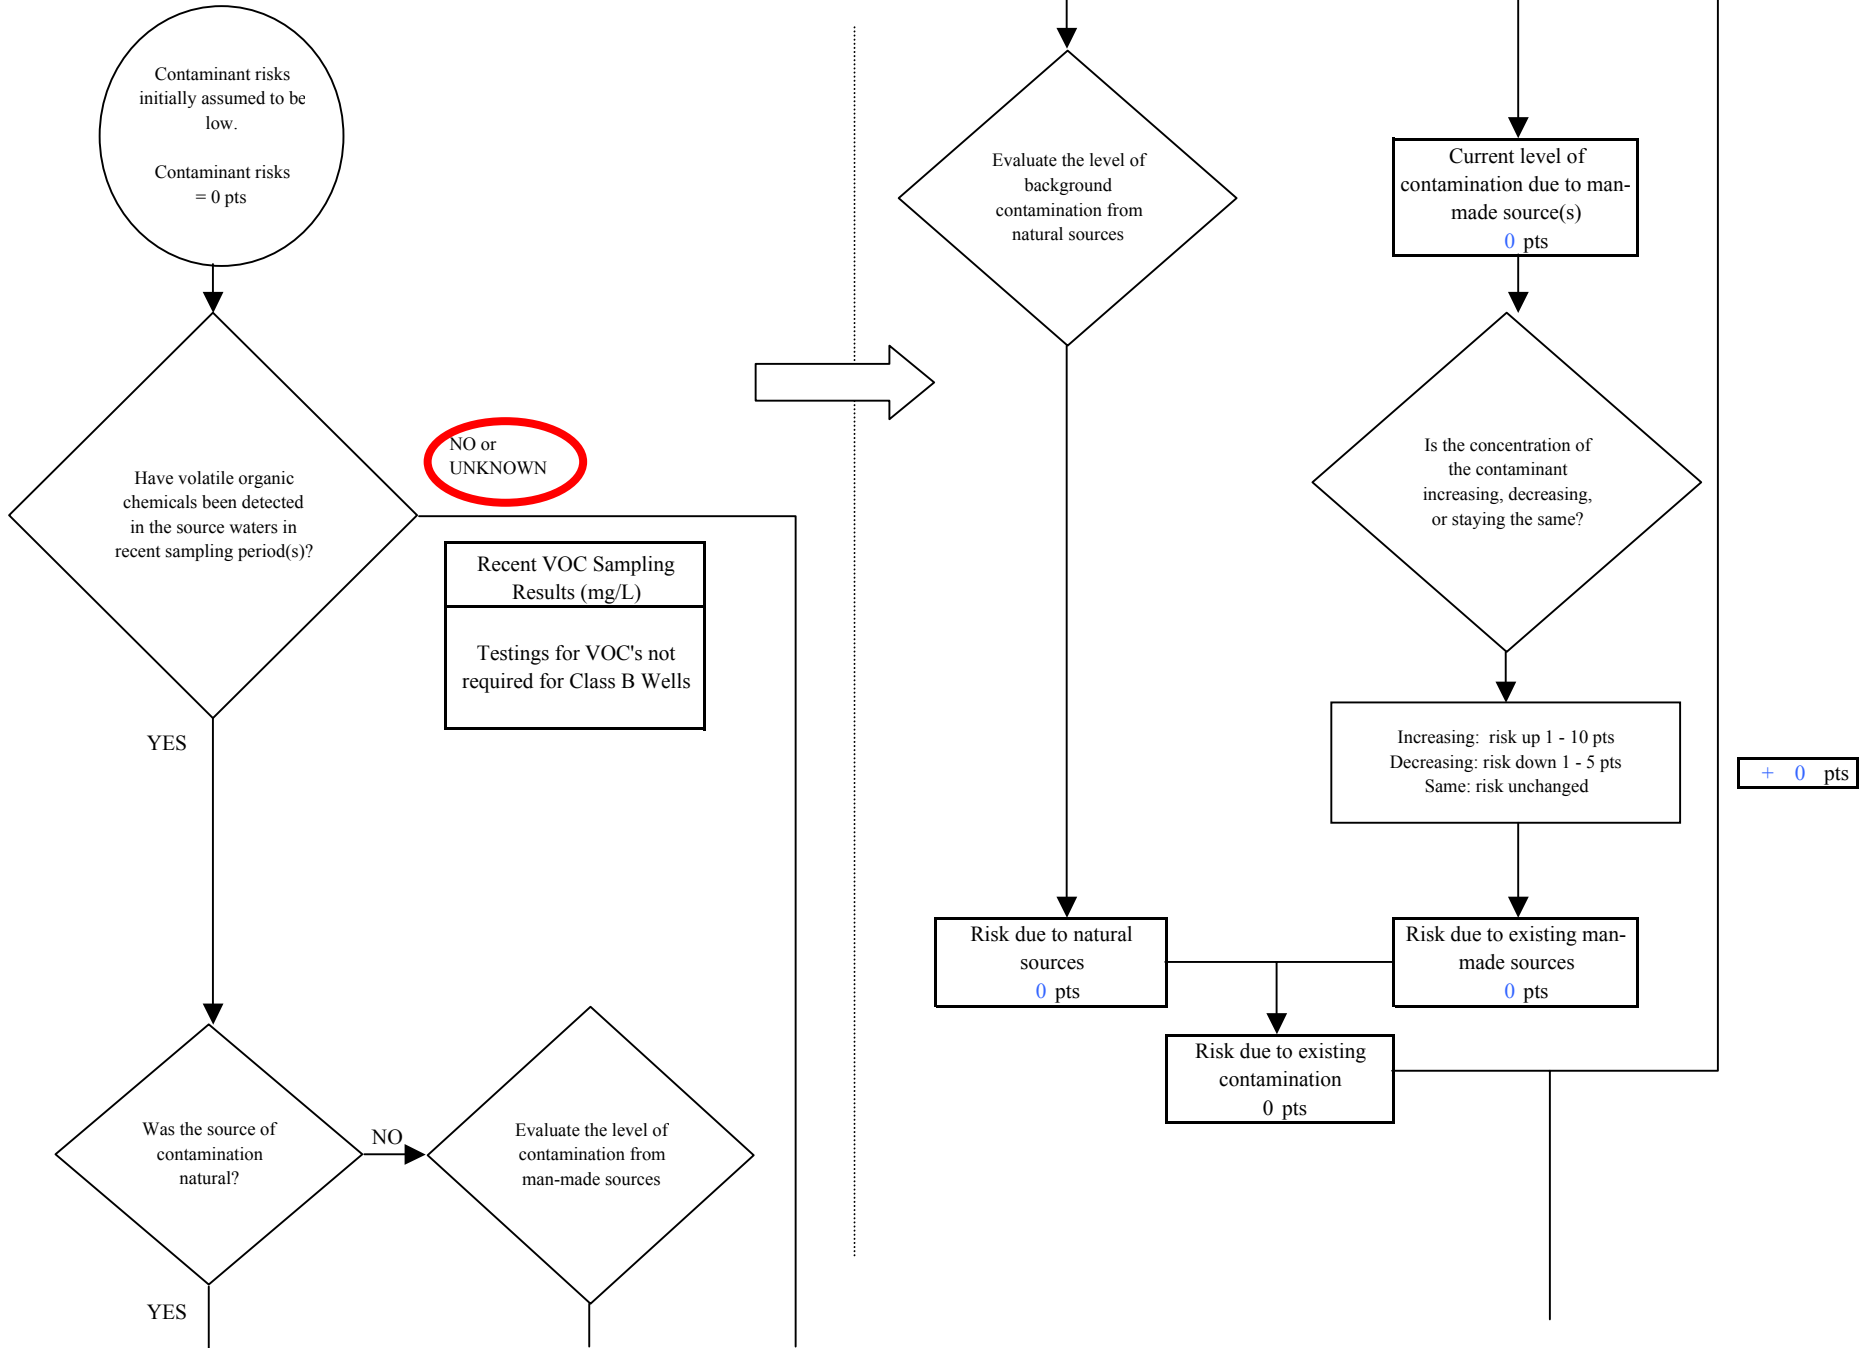 Contaminant risks
initially assumed to be
low.
Contaminant risks
= 0 pts
NO or
UNKNOWN
Have volatile organic
chemicals been detected
in the source waters in
recent sampling period(s)?
Recent VOC Sampling
Results (mg/L)
Testings for VOC's not
required for Class B Wells
YES
Was the source of
contamination
natural?
NO
Evaluate the level of
contamination from
man-made sources
YES
Evaluate the level of
background
contamination from
natural sources
Current level of
contamination due to man-
made source(s)
0 pts
Is the concentration of
the contaminant
increasing, decreasing,
or staying the same?
Increasing: risk up 1 - 10 pts
Decreasing: risk down 1 - 5 pts
Same: risk unchanged
+ 0 pts
Risk due to natural
sources
0 pts
Risk due to existing man-
made sources
0 pts
Risk due to existing
contamination
0 pts